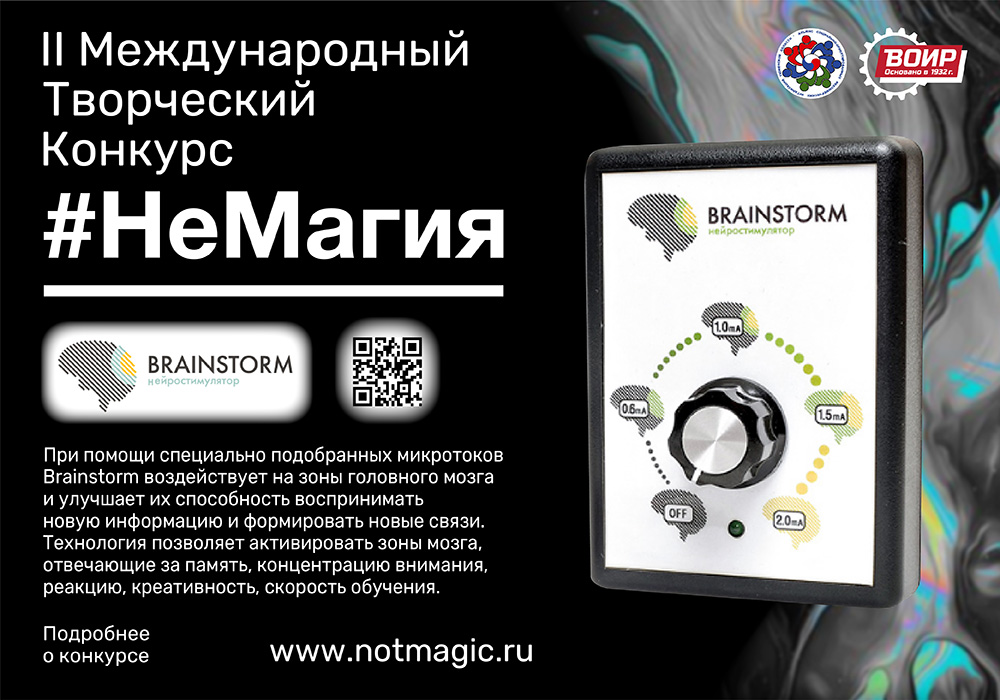 II Международный
Творческий
Конкурс
#НеМагия
ВОИР
Основано в 1932 г.
BRAINSTORM
нейростимулятор
BRAINSTORM
нейростимулятор
1.0mA
0.6mA
1.5mA
OFF
2.0mA
При помощи специально подобранных микротоков
Brainstorm воздействует на зоны головного мозга
и улучшает их способность воспринимать
новую информацию и формировать новые связи.
Технология позволяет активировать зоны мозга,
отвечающие за память, концентрацию внимания,
реакцию, креативность, скорость обучения.
Подробнее
о конкурсе
www.notmagic.ru